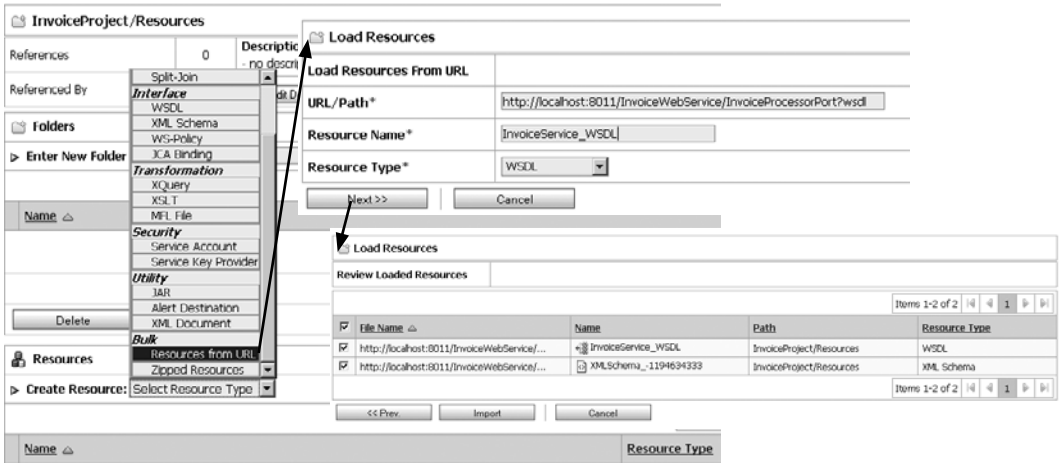 InvoiceProject/Resources
References 0 Descriptio
- no descri
Referenced By dit D
Folders
Enter New Folder
Name
Delete
Resources
Create Resource: Select Resource Type
Name Resource Type
Split-Join
Interface
WSDL
XML Schema
WS-Policy
JCA Binding
Transformation
XQuery
XSLT
MFL File
Security
Service Account
Service Key Provider
Utility
JAR
Alert Destination
XML Document
Bulk
Resources from URL
Zipped Resources
Load Resources
Load Resources From URL
URL/Path* http://localhost:8011/InvoiceWebService/InvoiceProcessorPort?wsdl
Resource Name* InvoiceService_WSDL
Resource Type* WSDL
Next >> Cancel
Load Resources
Review Loaded Resources
Items 1-2 of 2 1
File Name Name Path Resource Type
http://localhost:8011/InvoiceWebService/... InvoiceService_WSDL InvoiceProject/Resources WSDL
http://localhost:8011/InvoiceWebService/... XMLSchema_-1194634333 InvoiceProject/Resources XML Schema
Items 1-2 of 2 1
<< Prev. Import Cancel